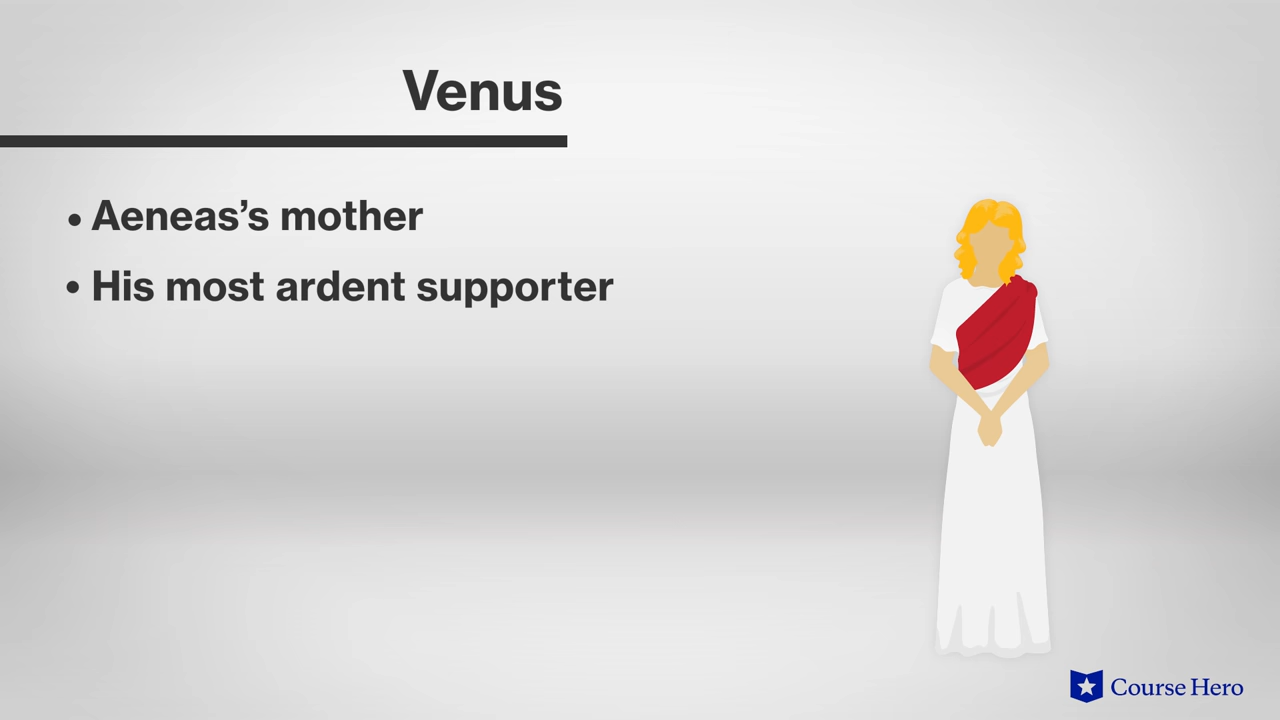 Venus
• Aeneas’s mother
• His most ardent supporter
Course Hero